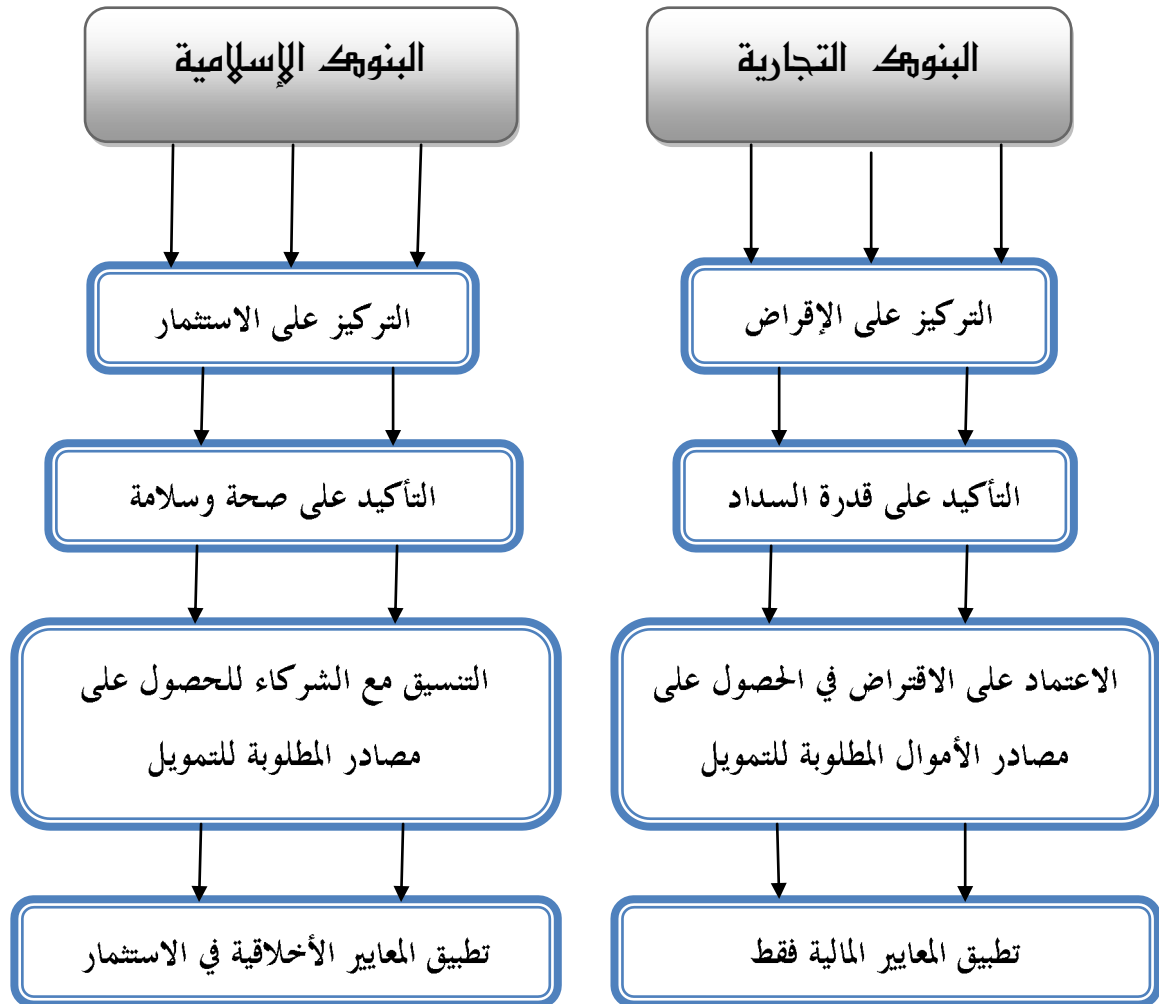 البنوك التجارية
البنوك الإسلامية
التركيز على الإقراض
التركيز على الاستثمار
التأكيد على قدرة السداد
التأكيد على صحة وسلامة
الاعتماد على الاقتراض في الحصول على
مصادر الأموال المطلوبة للتمويل
التنسيق مع الشركاء للحصول على
مصادر المطلوبة للتمويل
تطبيق المعايير المالية فقط
تطبيق المعايير الأخلاقية في الاستثمار